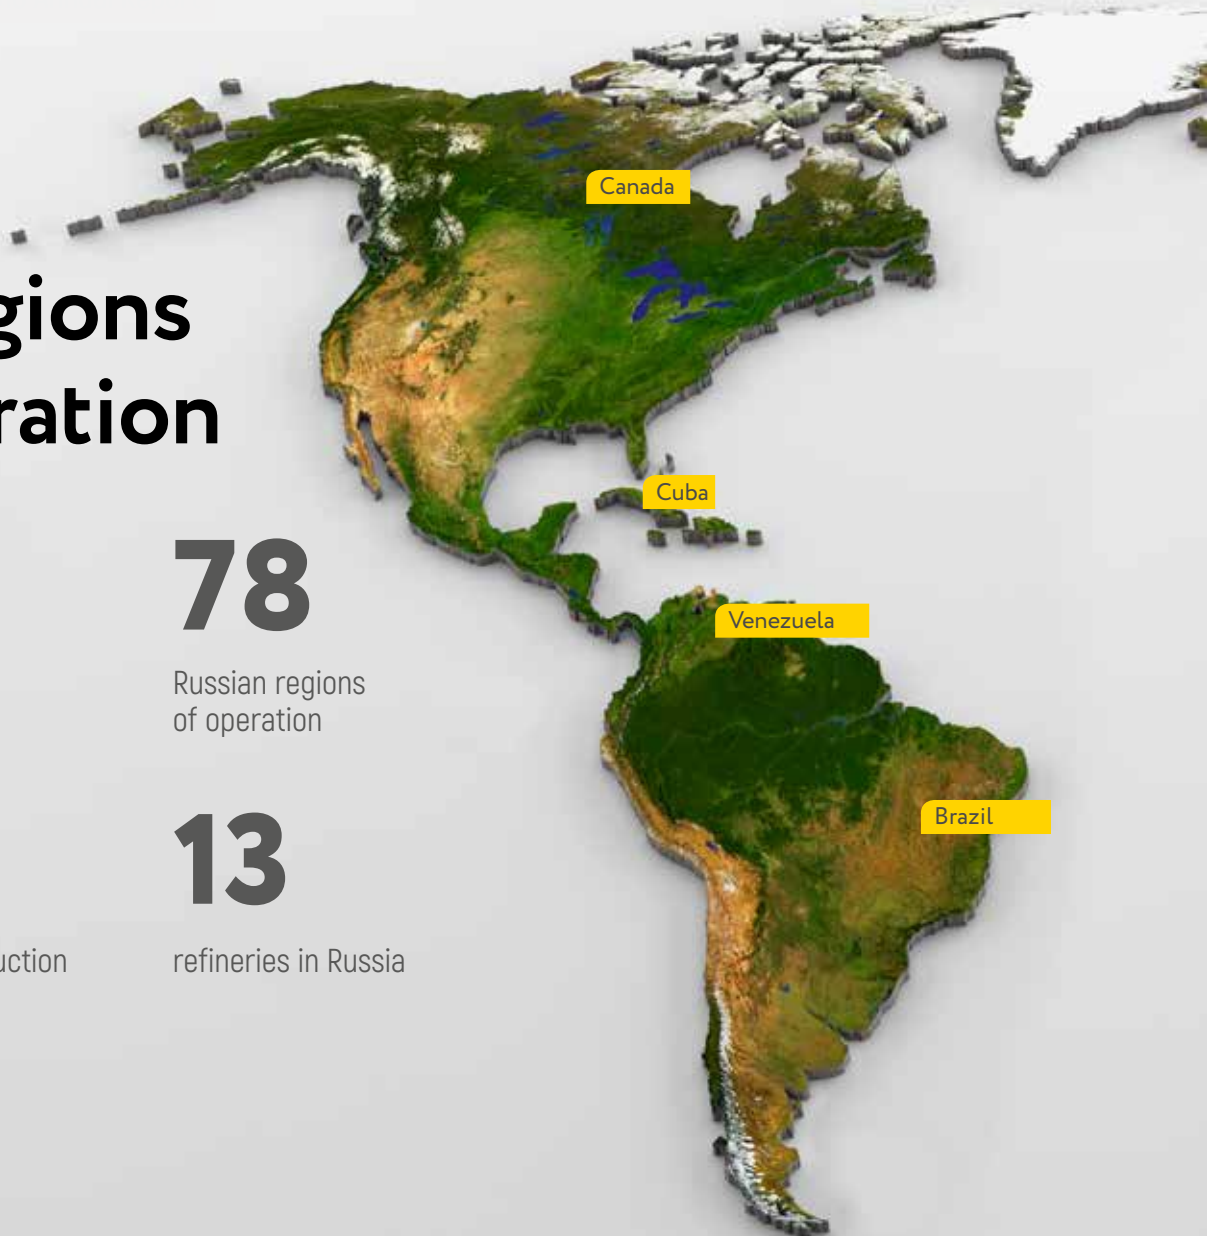 Canada
gions
ration
Cuba
78
Russian regions
of operation
Venezuela
Brazil
13
uction
refineries in Russia